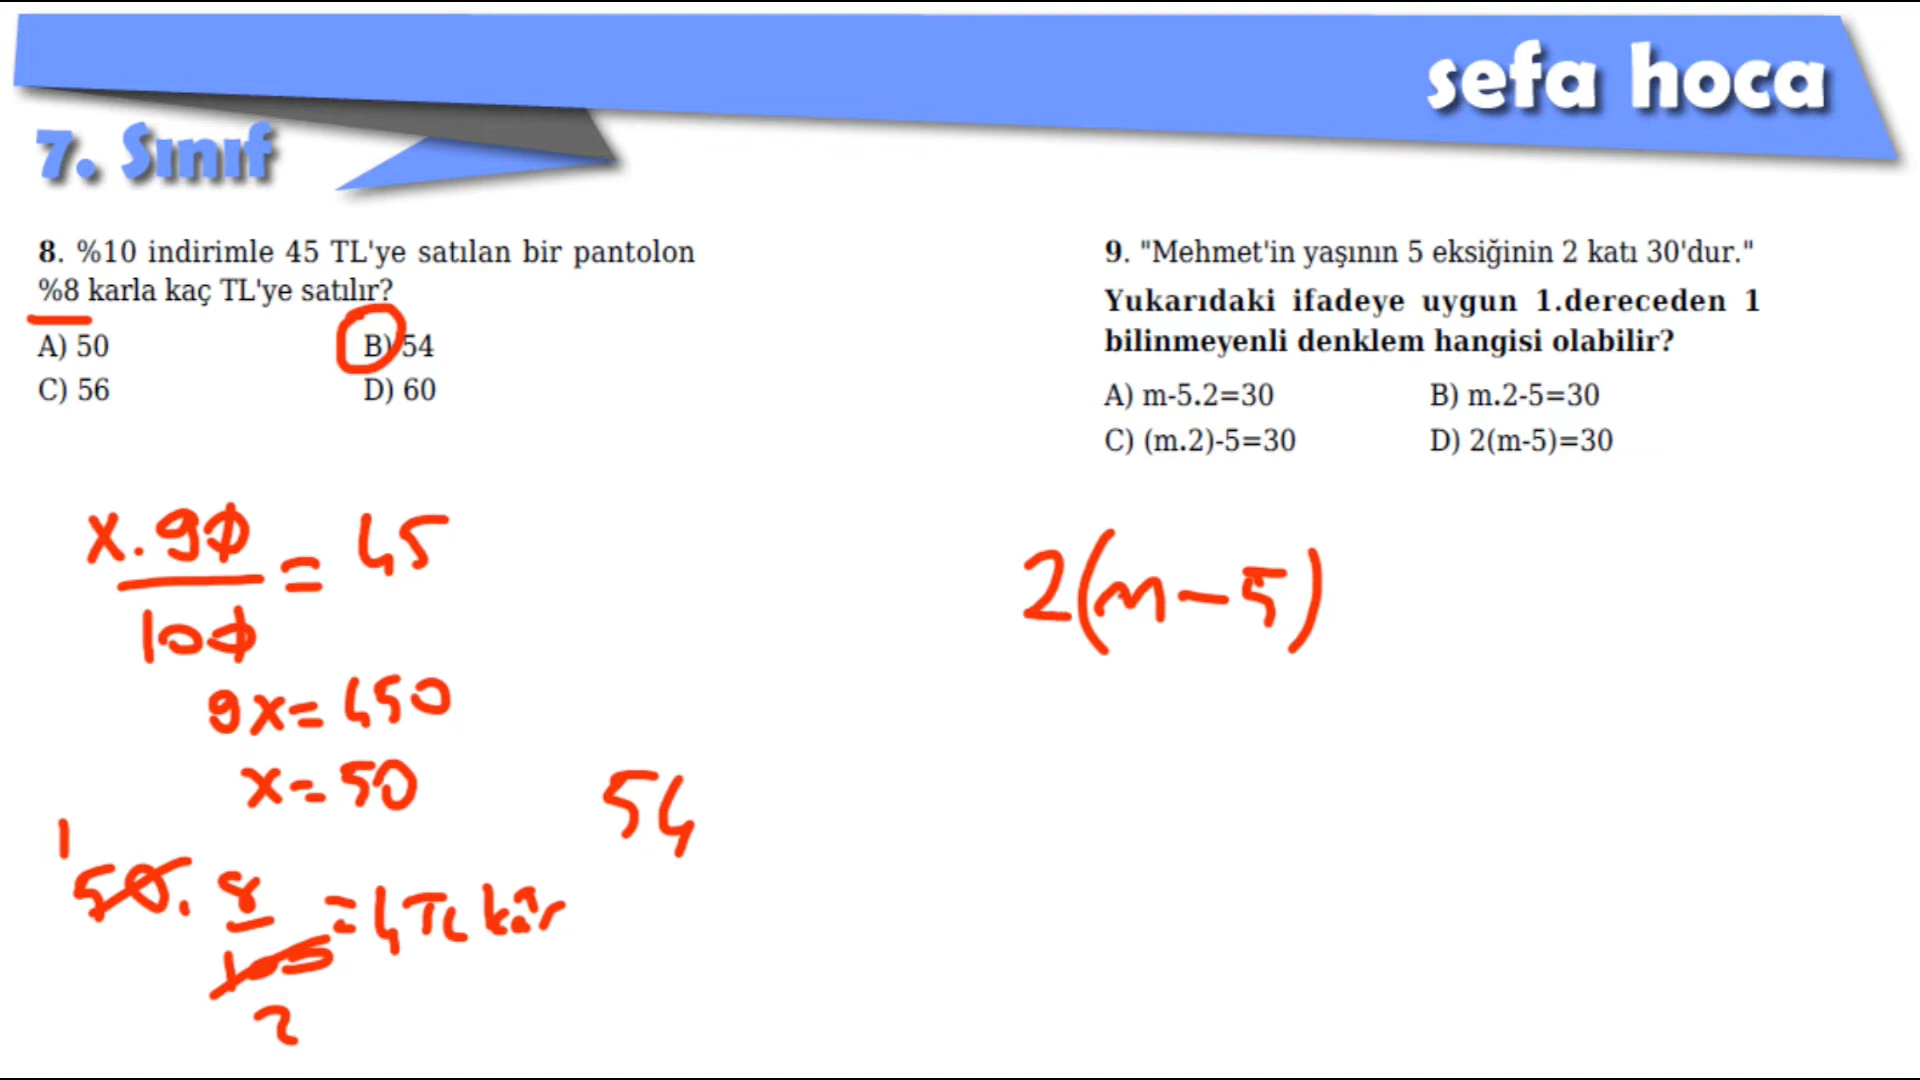 sefa hoca
7. Sınıf
8. %10 indirimle 45 TL'ye satılan bir pantolon
%8 karla kaç TL'ye satılır?
A) 50 B) 54
C) 56 D) 60
x.90
100
= 45
9x=450
x=50
54
1
50. 8
100
=4TL kâr
2
9. "Mehmet'in yaşının 5 eksiğinin 2 katı 30'dur."
Yukarıdaki ifadeye uygun 1.dereceden 1
bilinmeyenli denklem hangisi olabilir?
A) m-5.2=30 B) m.2-5=30
C) (m.2)-5=30 D) 2(m-5)=30
2(m-5)